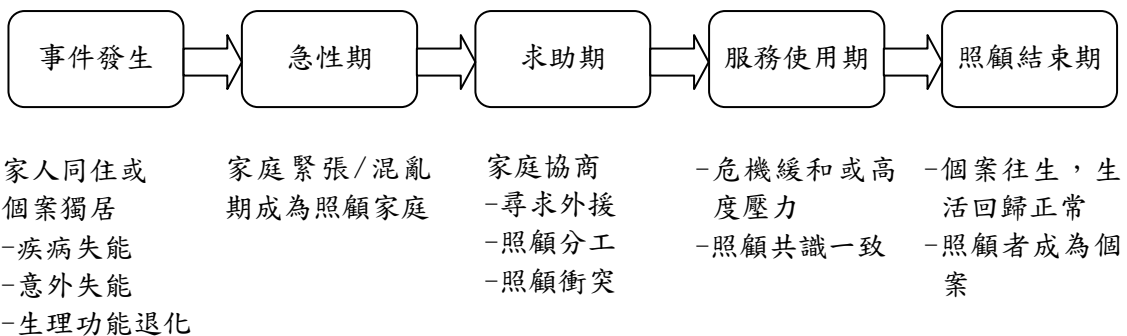 事件發生
急性期
求助期
服務使用期
照顧結束期
家人同住或
個案獨居
-疾病失能
-意外失能
-生理功能退化
家庭緊張/混亂
期成為照顧家庭
家庭協商
-尋求外援
-照顧分工
-照顧衝突
-危機緩和或高
度壓力
-照顧共識一致
-個案往生，生
活回歸正常
-照顧者成為個
案